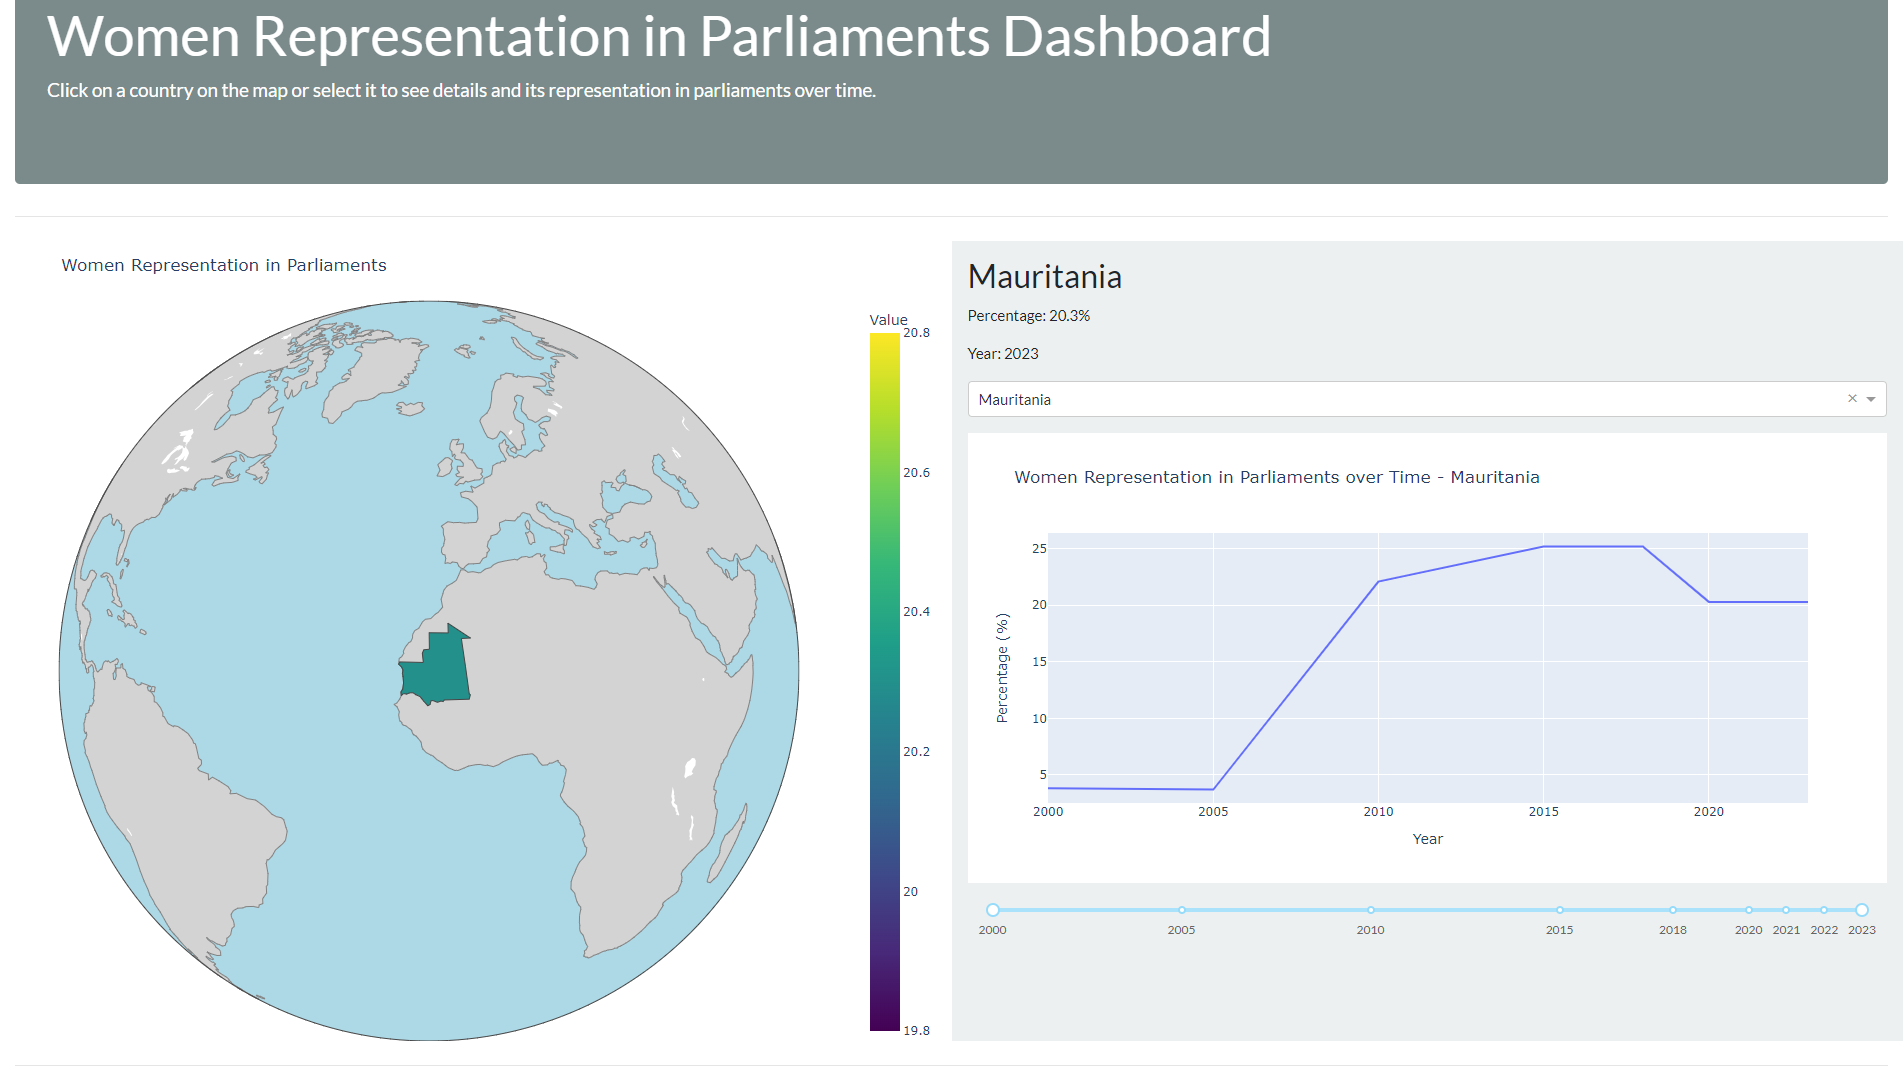 Women Representation in Parliaments Dashboard
Click on a country on the map or select it to see details and its representation in parliaments over time.
Women Representation in Parliaments
Value
20.8
20.6
20.4
20.2
20
19.8
Mauritania
Percentage: 20.3%
Year: 2023
Mauritania
Women Representation in Parliaments over Time - Mauritania
Percentage (%)
25
20
15
10
5
2000 2005 2010 2015 2020
Year
2000 2005 2010 2015 2018 2020 2021 2022 2023